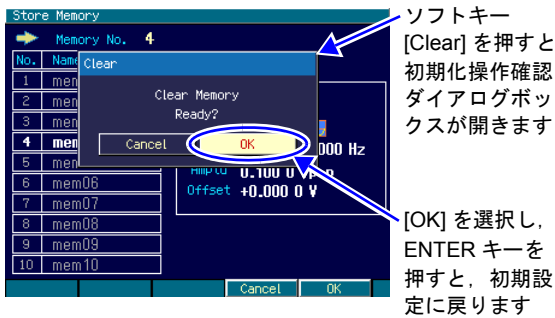 Store Memory
Memory No. 4
No. Name
Clear
Clear Memory
Ready?
Cancel OK
1 mem
2 mem
3 mem
4 mem
5 mem
6 mem06
7 mem07
8 mem08
9 mem09
10 mem10
000 Hz
Offset +0.000 0 V
Cancel OK
ソフトキー
[Clear] を押すと
初期化操作確認
ダイアログボッ
クスが開きます
[OK] を選択し，
ENTER キーを
押すと，初期設
定に戻ります